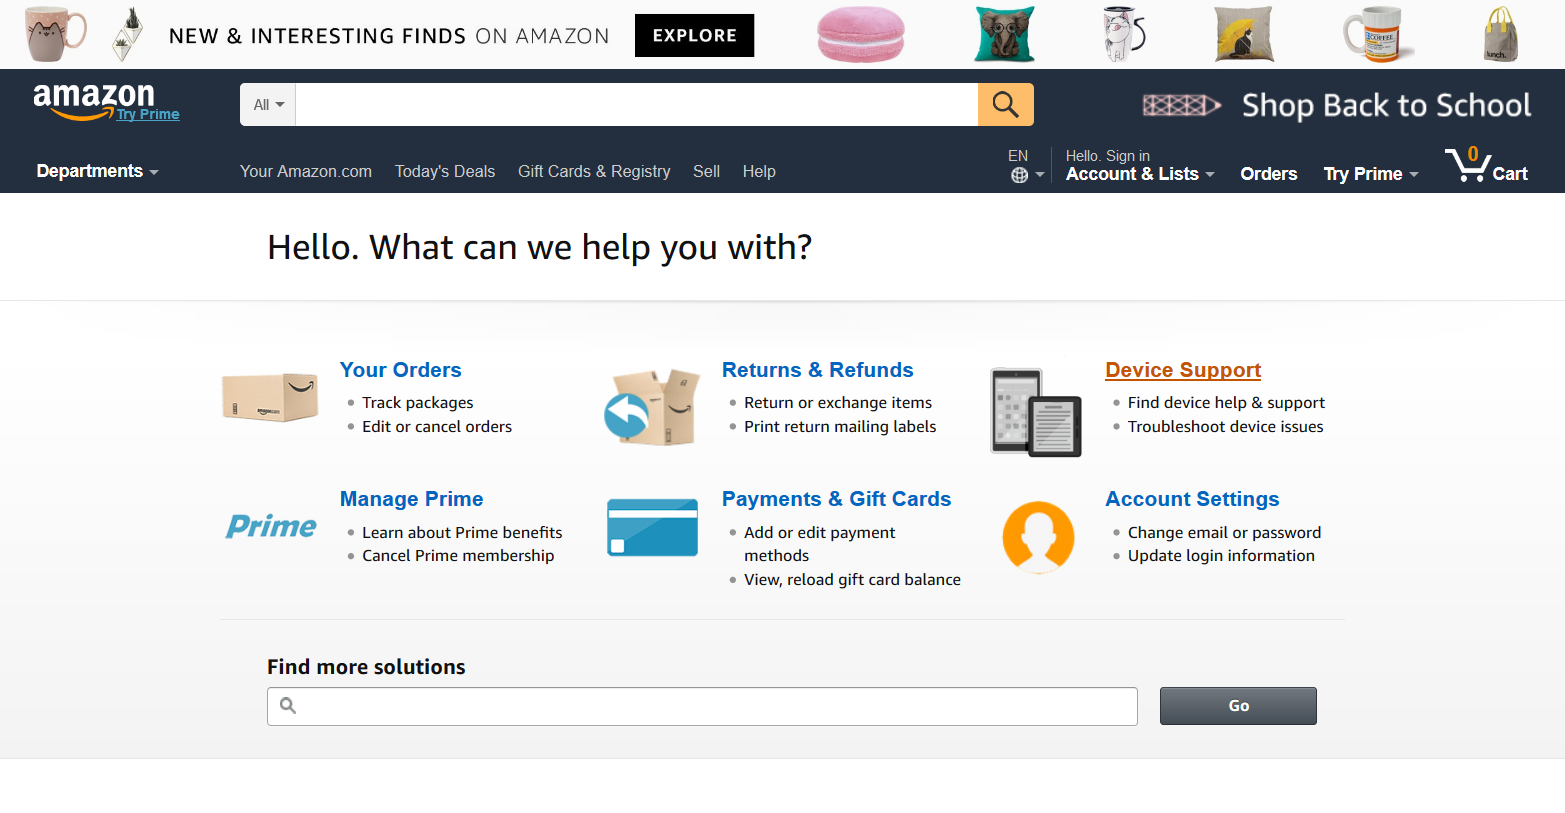 NEW & INTERESTING FINDS ON AMAZON EXPLORE
COFFEE
lunch.
amazon
Try Prime
All
Shop Back to School
Departments
Your Amazon.com Today's Deals Gift Cards & Registry Sell Help
EN
Hello. Sign in
Account & Lists
Orders
Try Prime
0
Cart
Hello. What can we help you with?
Your Orders
Track packages
Edit or cancel orders
Returns & Refunds
Return or exchange items
Print return mailing labels
Device Support
Find device help & support
Troubleshoot device issues
Prime
Manage Prime
Learn about Prime benefits
Cancel Prime membership
Payments & Gift Cards
Add or edit payment
methods
View, reload gift card balance
Account Settings
Change email or password
Update login information
Find more solutions
Go